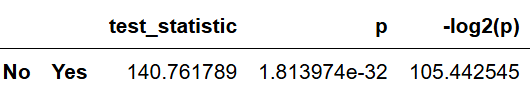 test_statistic p -log2(p)
No Yes 140.761789 1.813974e-32 105.442545